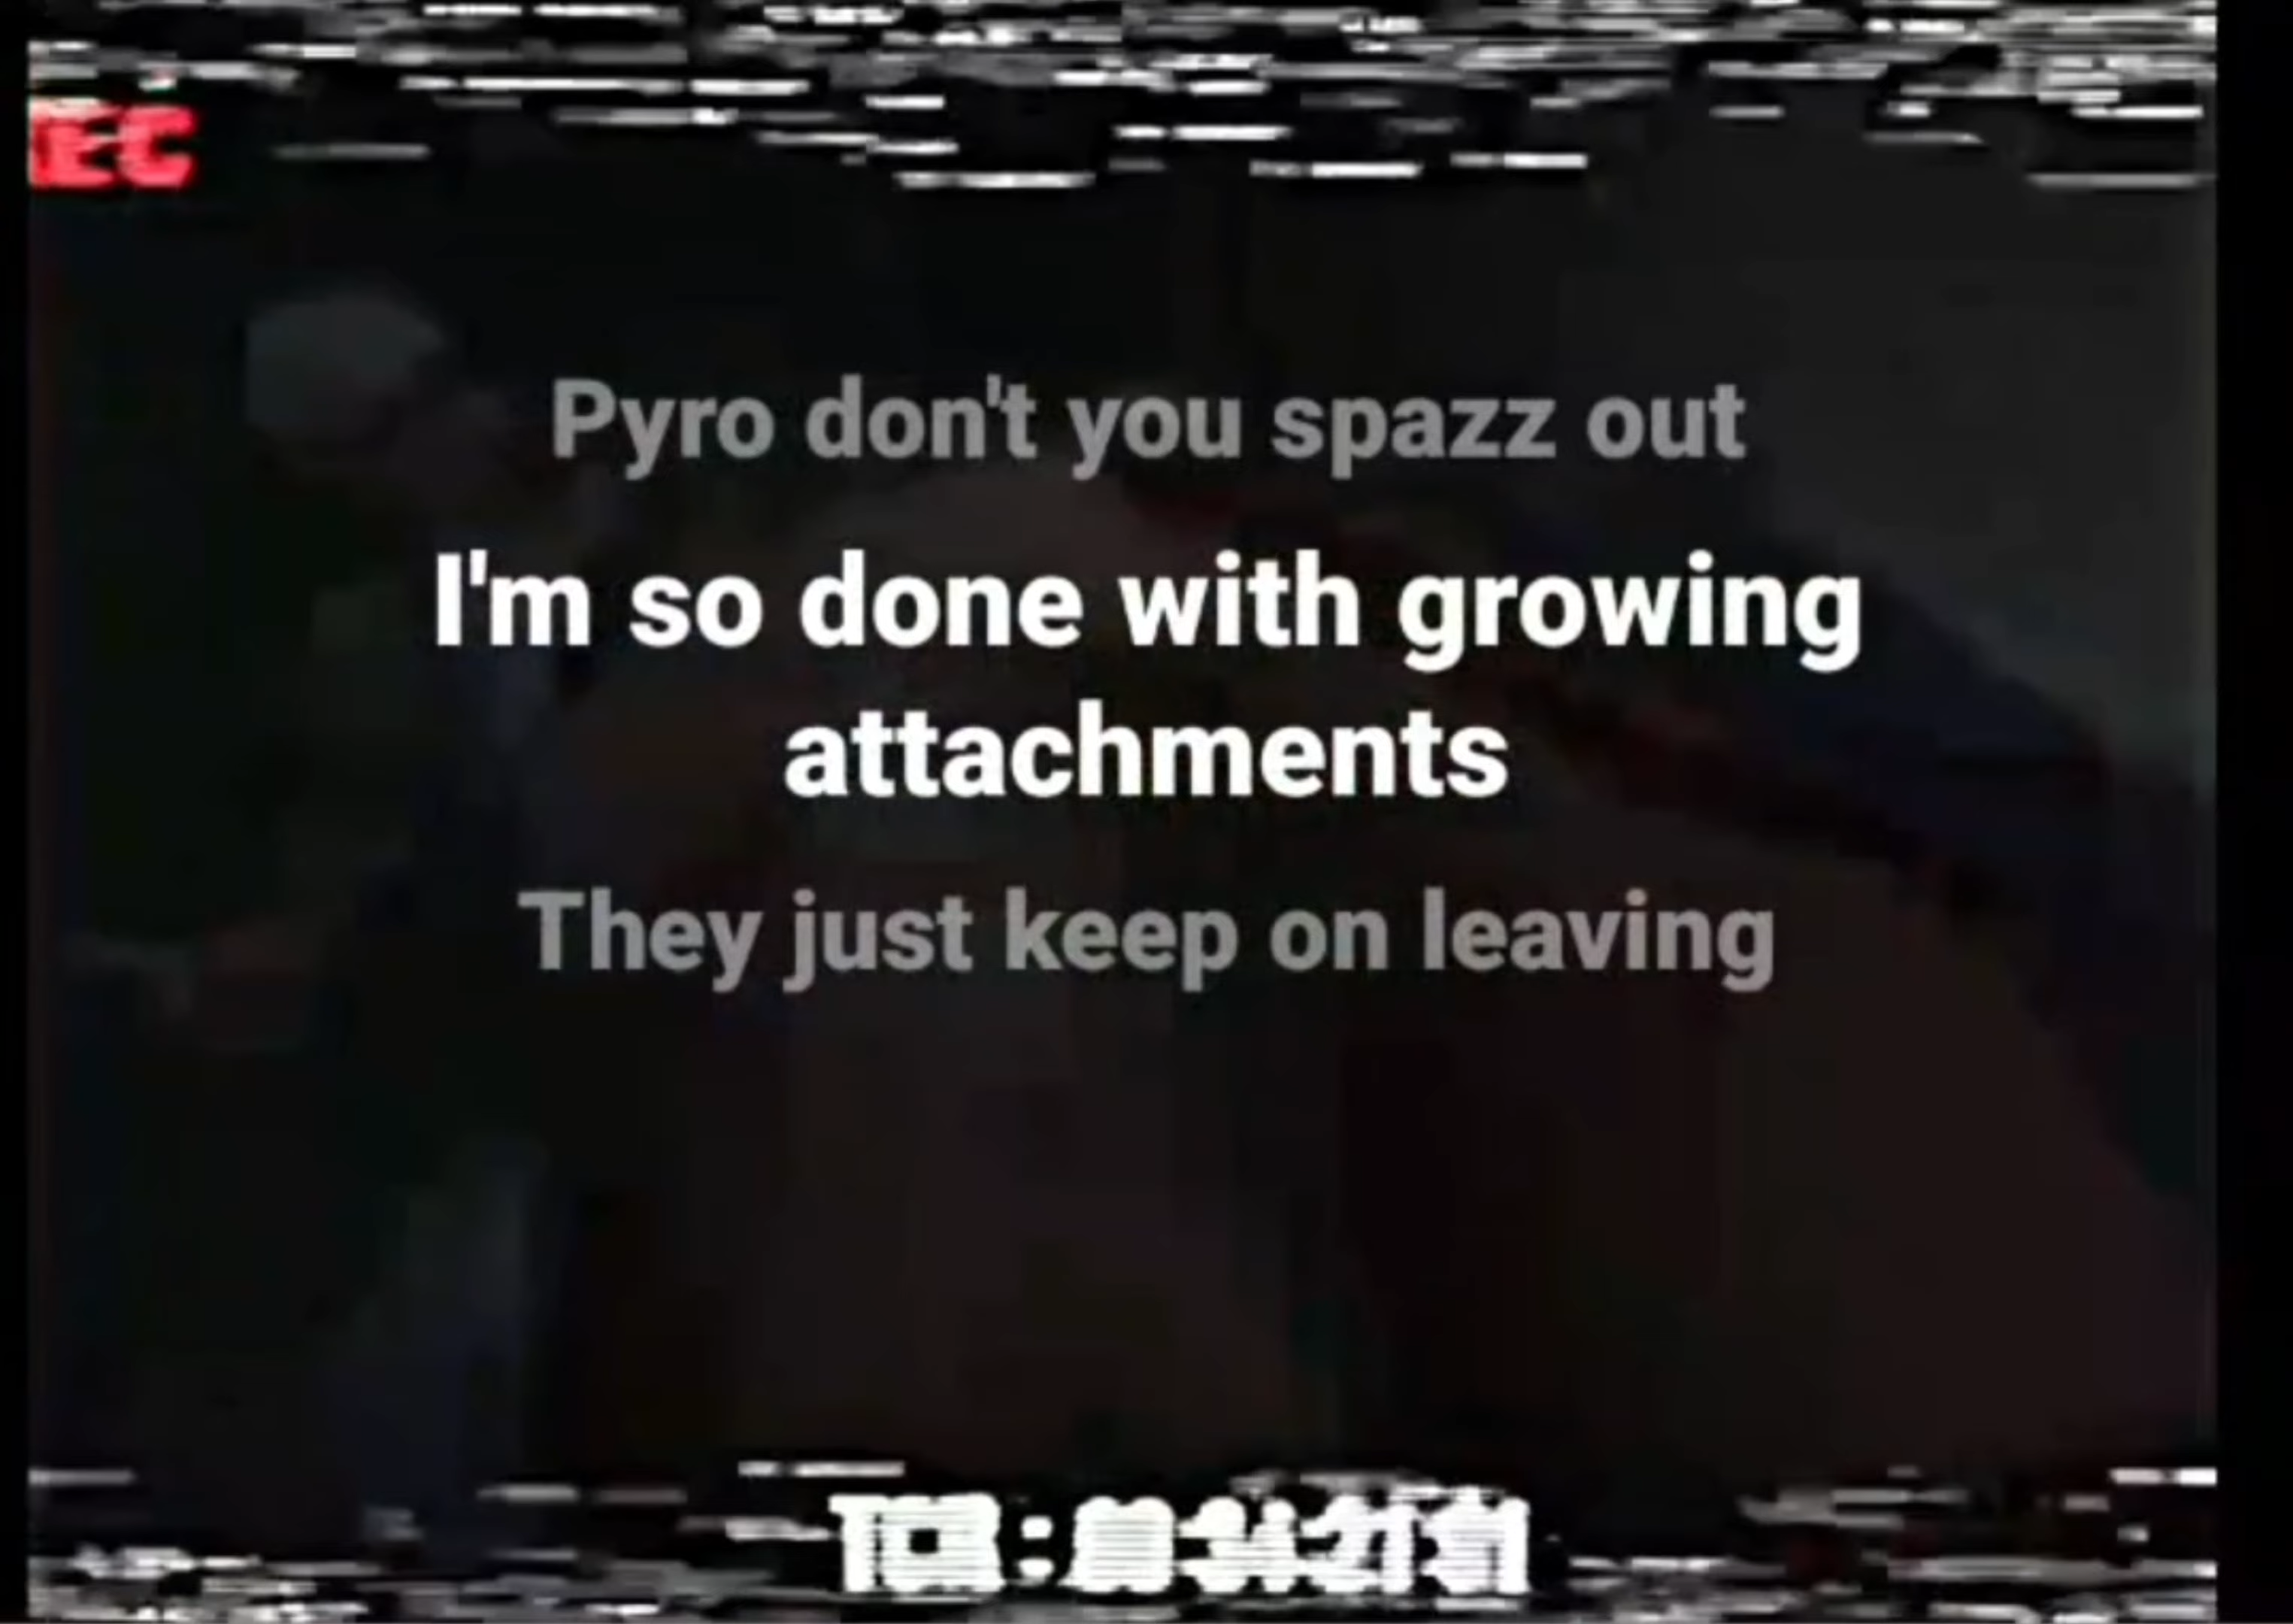 EC
Pyro don't you spazz out
I'm so done with growing
attachments
They just keep on leaving